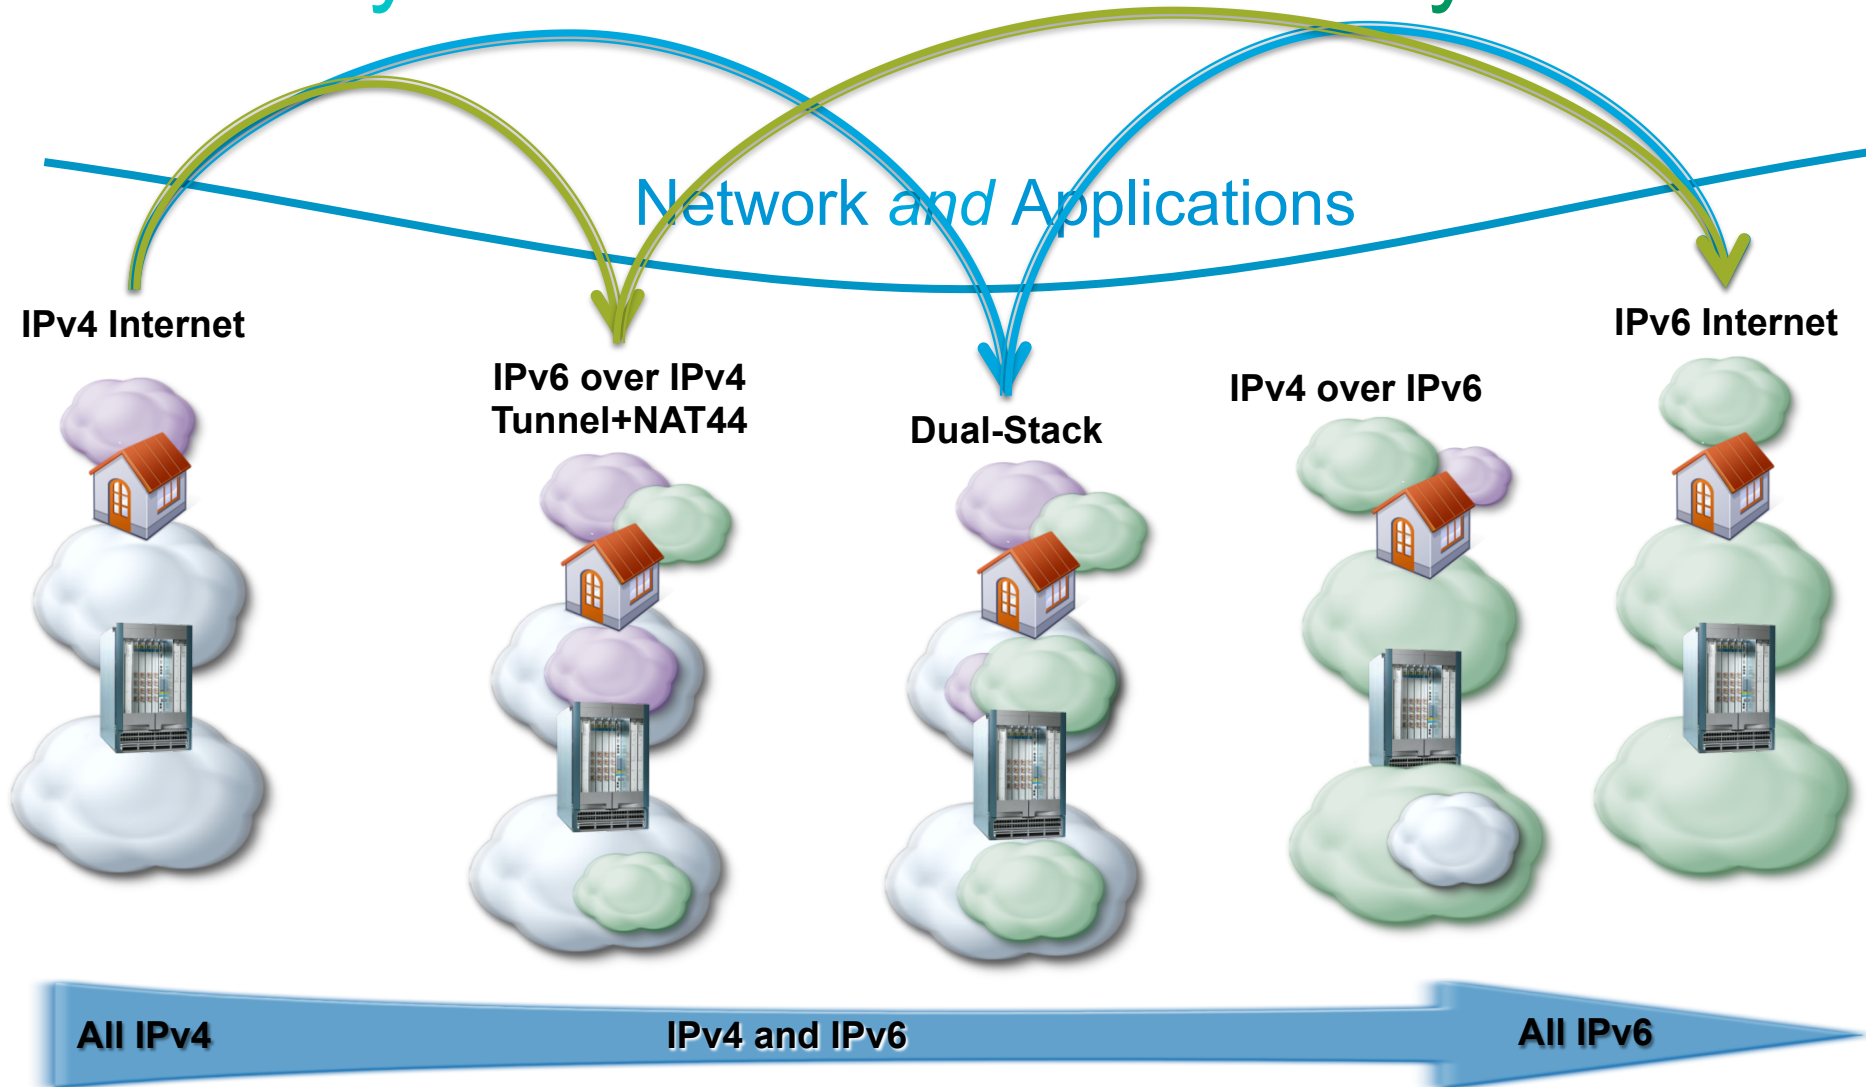 Network and Applications
IPv4 Internet
IPv6 over IPv4
Tunnel+NAT44
Dual-Stack
IPv4 over IPv6
IPv6 Internet
All IPv4
IPv4 and IPv6
All IPv6